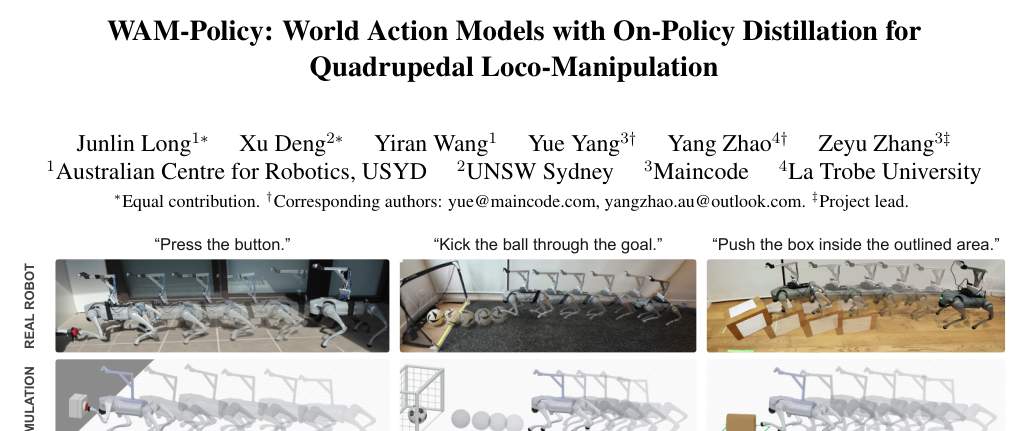 WAM-Policy: World Action Models with On-Policy Distillation for
Quadrupedal Loco-Manipulation
Junlin Long1∗ Xu Deng2∗ Yiran Wang1 Yue Yang3† Yang Zhao4† Zeyu Zhang3‡
1Australian Centre for Robotics, USYD 2UNSW Sydney 3Maincode 4La Trobe University
∗Equal contribution. †Corresponding authors: yue@maincode.com, yangzhao.au@outlook.com. ‡Project lead.
“Press the button.” “Kick the ball through the goal.” “Push the box inside the outlined area.”
REAL ROBOT
MULATION